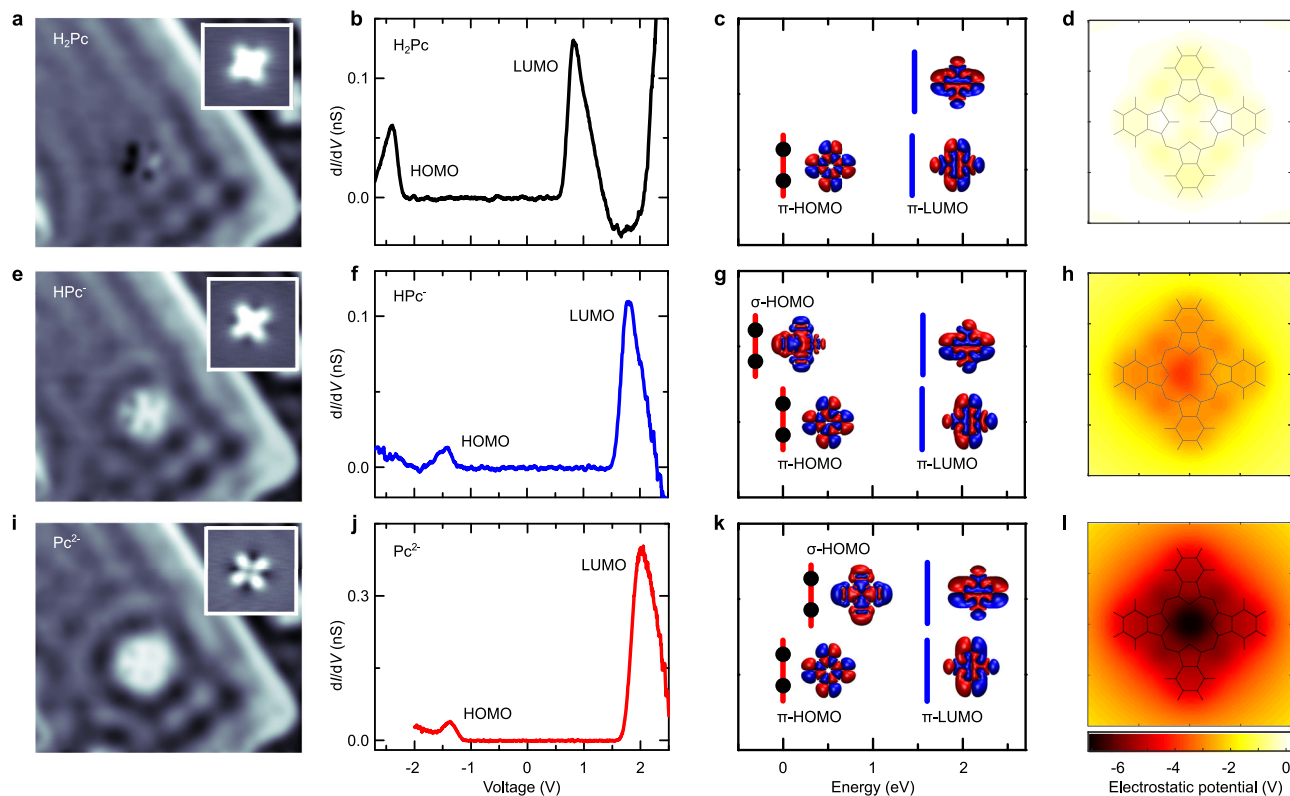 a
H₂Pc
b
H₂Pc
LUMO
HOMO
0.1
0.0
dI/dV (nS)
c
π-HOMO
π-LUMO
d
e
HPc⁻
f
HPc⁻
LUMO
HOMO
0.1
0.0
dI/dV (nS)
g
σ-HOMO
π-HOMO
π-LUMO
h
i
Pc²⁻
j
Pc²⁻
LUMO
HOMO
0.3
0.0
dI/dV (nS)
-2 -1 0 1 2
Voltage (V)
k
σ-HOMO
π-HOMO
π-LUMO
0 1 2
Energy (eV)
l
-6 -4 -2 0
Electrostatic potential (V)